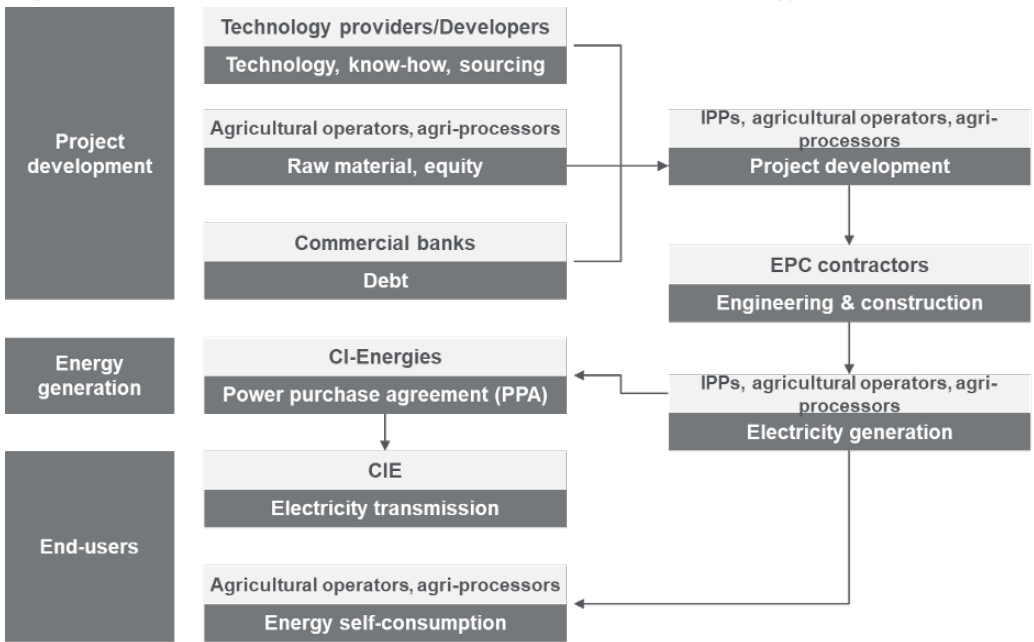 Project
development
Technology providers/Developers
Technology, know-how, sourcing
Agricultural operators, agri-processors
Raw material, equity
Commercial banks
Debt
IPPs, agricultural operators, agri-
processors
Project development
EPC contractors
Engineering & construction
Energy
generation
CI-Energies
Power purchase agreement (PPA)
IPPs, agricultural operators, agri-
processors
Electricity generation
End-users
CIE
Electricity transmission
Agricultural operators, agri-processors
Energy self-consumption